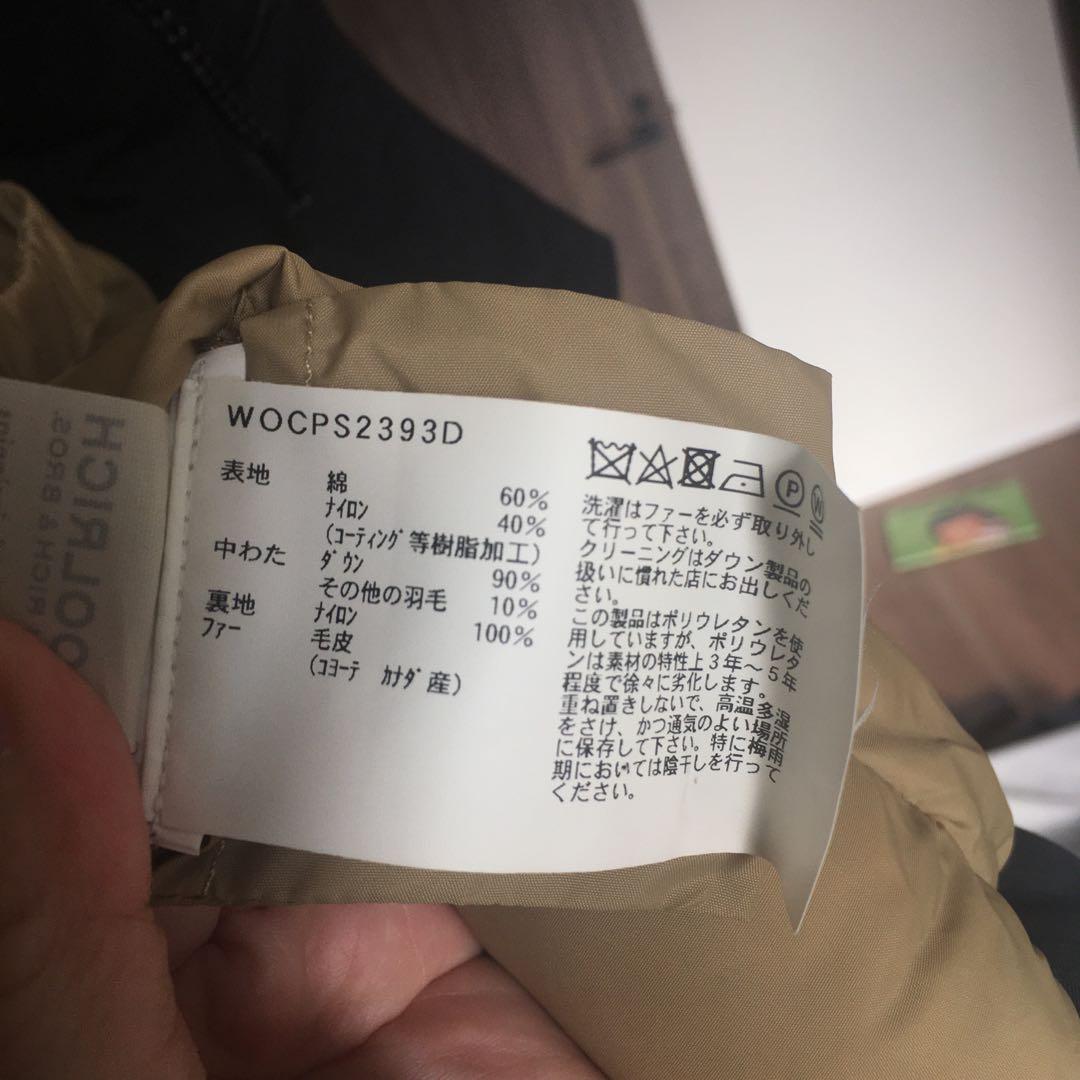 WOCPS2393D
表地 綿 60%
ﾅｲﾛﾝ 40%
(ｺｰﾃｨﾝｸﾞ等樹脂加工)
中わた ﾀﾞｳﾝ 90%
その他の羽毛 10%
裏地 ﾅｲﾛﾝ 100%
ﾌｧｰ 毛皮
(ｺﾖｰﾃ ｶﾅﾀﾞ産)
P W
洗濯はファーを必ず取り外し
て行って下さい。
クリーニングはダウン製品の
扱いに慣れた店にお出しくだ
さい。
この製品はポリウレタンを使
用していますが、ポリウレタ
ンは素材の特性上3年～5年
程度で徐々に劣化します。
重ね置きしないで、高温多湿
をさけ、かつ通気のよい場所
に保存して下さい。特に梅雨
期においては陰干しを行って
ください。
OOLRICH
RICH & BROS.